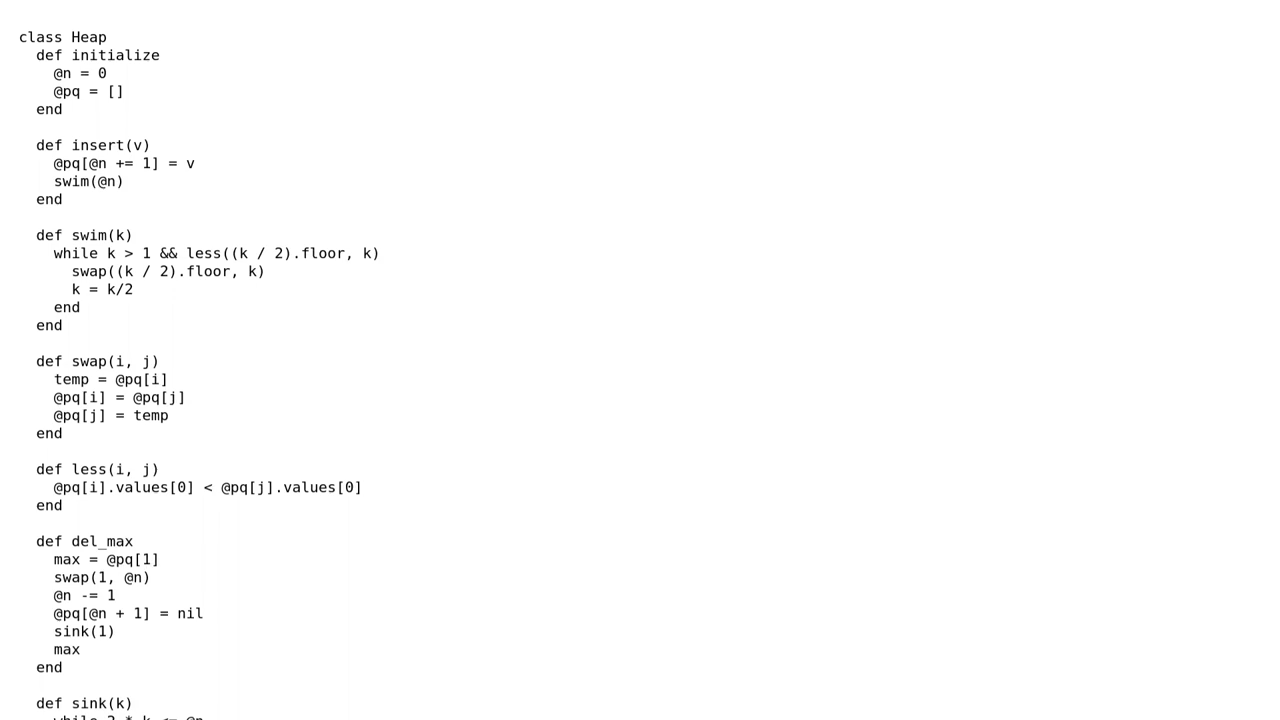 class Heap
  def initialize
    @n = 0
    @pq = []
  end

  def insert(v)
    @pq[@n += 1] = v
    swim(@n)
  end

  def swim(k)
    while k > 1 && less((k / 2).floor, k)
      swap((k / 2).floor, k)
      k = k/2
    end
  end

  def swap(i, j)
    temp = @pq[i]
    @pq[i] = @pq[j]
    @pq[j] = temp
  end

  def less(i, j)
    @pq[i].values[0] < @pq[j].values[0]
  end

  def del_max
    max = @pq[1]
    swap(1, @n)
    @n -= 1
    @pq[@n + 1] = nil
    sink(1)
    max
  end

  def sink(k)
    while 2 * k <= @n